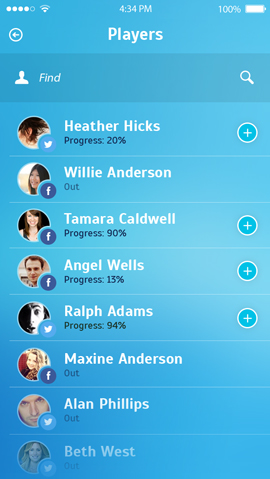 4:34 PM
100%
Players
Find
Heather Hicks
Progress: 20%
Willie Anderson
Out
Tamara Caldwell
Progress: 90%
Angel Wells
Progress: 13%
Ralph Adams
Progress: 94%
Maxine Anderson
Out
Alan Phillips
Out
Beth West
Out